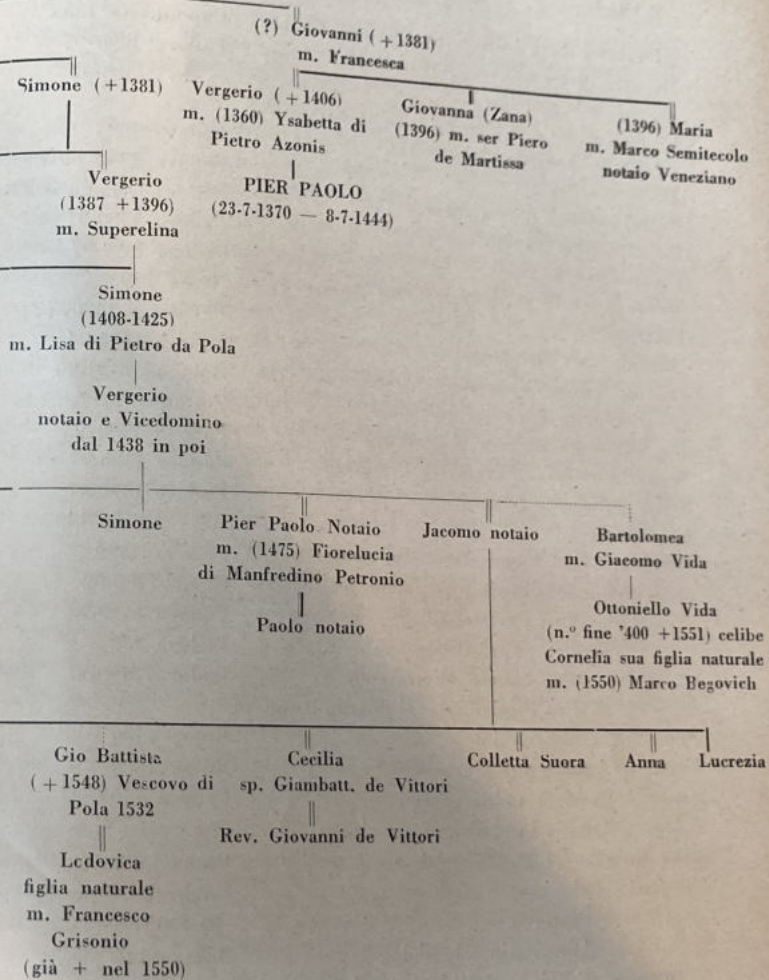 (?) Giovanni (+1381)
m. Francesca
Simone (+1381)
Vergerio (+1406)
m. (1360) Ysabetta di
Pietro Azonis
Giovanna (Zana)
(1396) m. ser Piero
de Martissa
(1396) Maria
m. Marco Semitecolo
notaio Veneziano
Vergerio
(1387 +1396)
m. Superelina
PIER PAOLO
(23-7-1370 — 8-7-1444)
Simone
(1408-1425)
m. Lisa di Pietro da Pola
Vergerio
notaio e Vicedomino
dal 1438 in poi
Simone
Pier Paolo Notaio
m. (1475) Fiorelucia
di Manfredino Petronio
Paolo notaio
Jacomo notaio
Bartolomea
m. Giacomo Vida
Ottoniello Vida
(n.º fine '400 +1551) celibe
Cornelia sua figlia naturale
m. (1550) Marco Begovich
Gio Battista
(+1548) Vescovo di
Pola 1532
Ledovica
figlia naturale
m. Francesco
Grisonio
(già + nel 1550)
Cecilia
sp. Giambatt. de Vittori
Rev. Giovanni de Vittori
Colletta Suora
Anna
Lucrezia